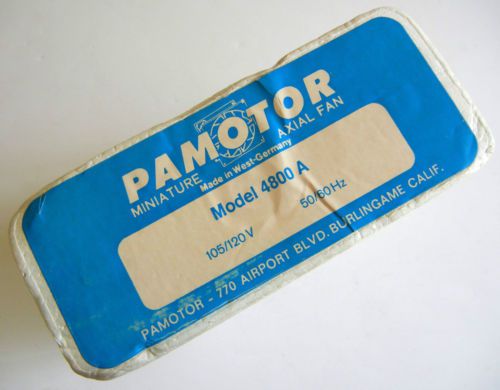 PAMOTOR
MINIATURE AXIAL FAN
Made in West-Germany
Model 4800 A
105/120 V 50/60 Hz
PAMOTOR - 770 AIRPORT BLVD. BURLINGAME CALIF.